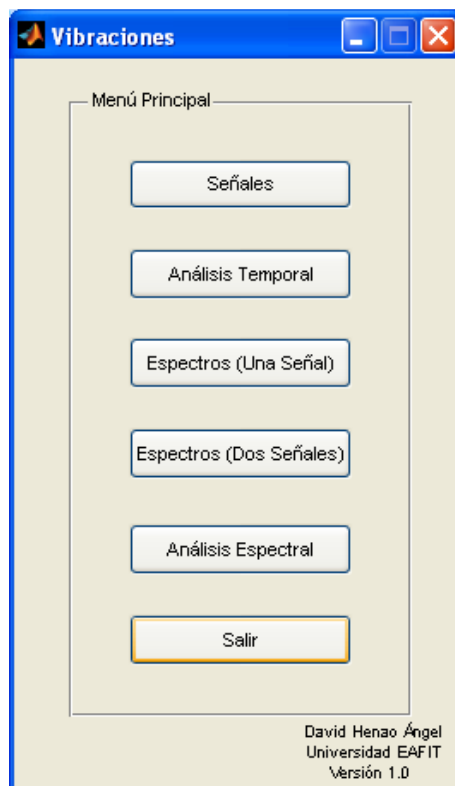 Vibraciones
Menú Principal
Señales
Análisis Temporal
Espectros (Una Señal)
Espectros (Dos Señales)
Análisis Espectral
Salir
David Henao Ángel
Universidad EAFIT
Versión 1.0